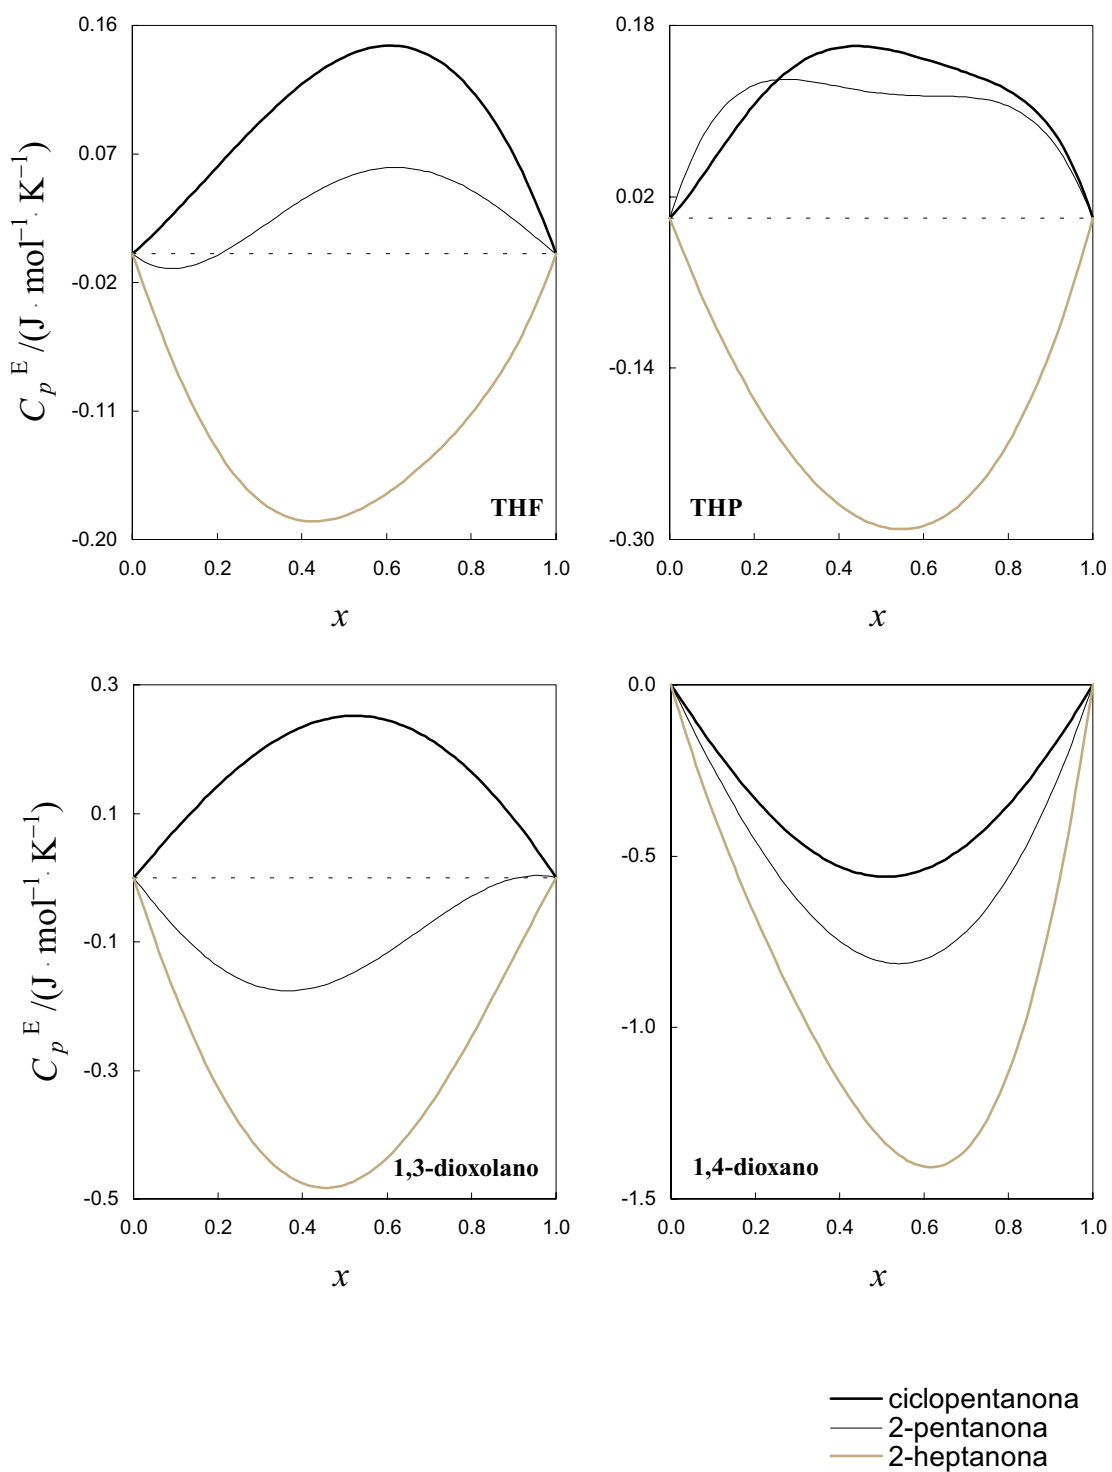 0.16
0.07
-0.02
-0.11
-0.20
C_p^E /(J · mol⁻¹ · K⁻¹)
THF
0.0 0.2 0.4 0.6 0.8 1.0
x
0.18
0.02
-0.14
-0.30
THP
0.0 0.2 0.4 0.6 0.8 1.0
x
0.3
0.1
-0.1
-0.3
-0.5
C_p^E /(J · mol⁻¹ · K⁻¹)
1,3-dioxolano
0.0 0.2 0.4 0.6 0.8 1.0
x
0.0
-0.5
-1.0
-1.5
1,4-dioxano
0.0 0.2 0.4 0.6 0.8 1.0
x
ciclopentanona
2-pentanona
2-heptanona